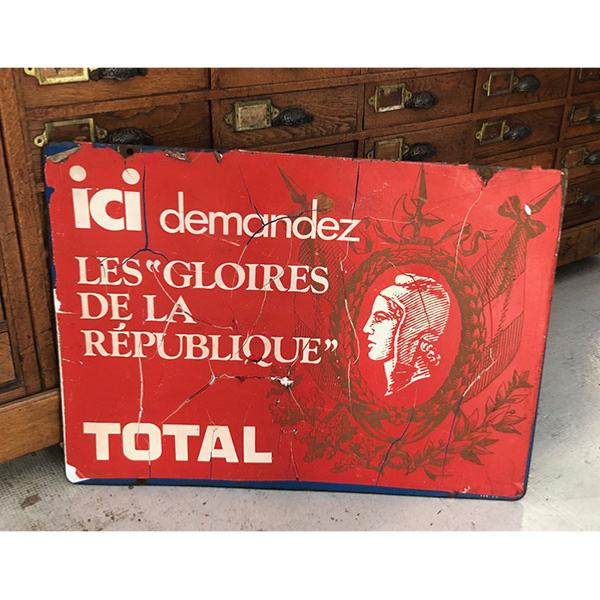 ici demandez
LES "GLOIRES
DE LA
RÉPUBLIQUE"
TOTAL